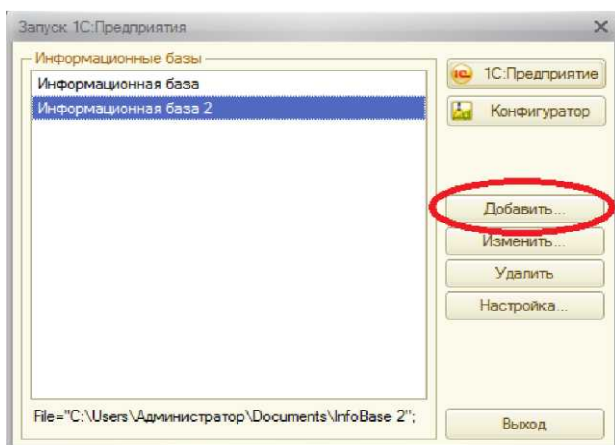 Запуск 1С:Предприятия
Информационные базы
Информационная база
Информационная база 2
1С:Предприятие
Конфигуратор
Добавить...
Изменить...
Удалить
Настройка...
File="C:\Users\Администратор\Documents\InfoBase 2";
Выход